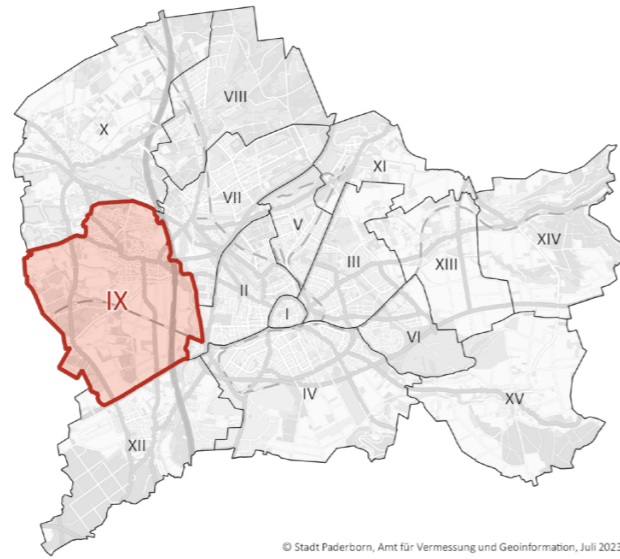 VIII
X
XI
VII
V
XIV
III
XIII
II
IX
I
VI
IV
XV
XII
© Stadt Paderborn, Amt für Vermessung und Geoinformation, Juli 2023